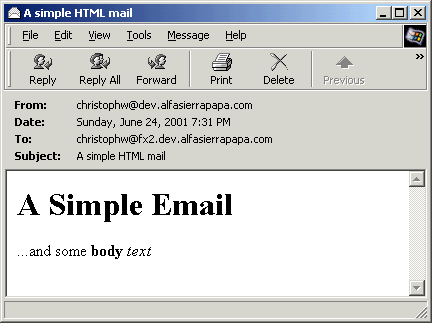 A simple HTML mail
File Edit View Tools Message Help
Reply Reply All Forward Print Delete Previous »
From: christophw@dev.alfasierrapapa.com
Date: Sunday, June 24, 2001 7:31 PM
To: christophw@fx2.dev.alfasierrapapa.com
Subject: A simple HTML mail
A Simple Email
...and some body text